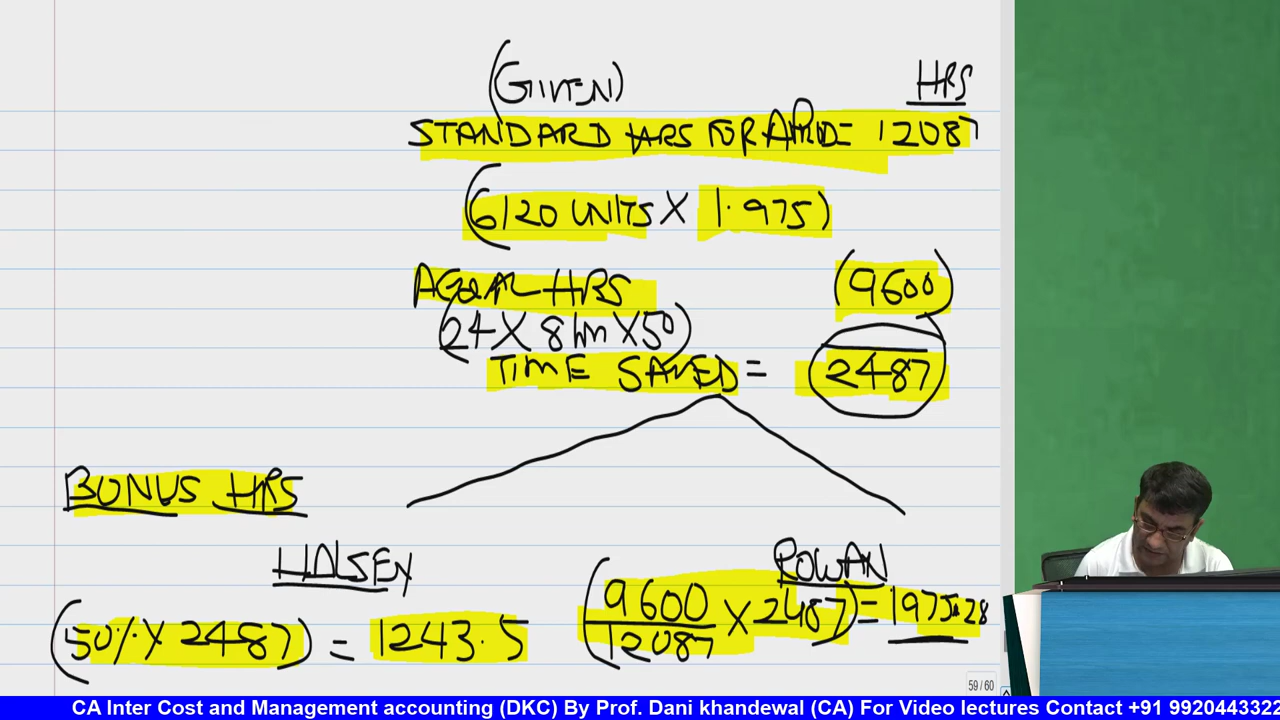 (GIVEN)
HRS
STANDARD HRS FOR APRD= 12087
(6120 UNITS X 1.975)
ACTUAL HRS (9600)
(24 X 8 hrs X 50)
TIME SAVED = 2487
BONUS HRS
HALSEY
(50% X 2487) = 1243.5
ROWAN
(9600/12087 X 2487) = 1975.28
59 / 60
CA Inter Cost and Management accounting (DKC) By Prof. Dani khandewal (CA) For Video lectures Contact +91 9920443322